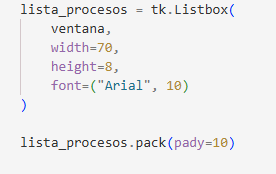 lista_procesos = tk.Listbox(
    ventana,
    width=70,
    height=8,
    font=("Arial", 10)
)
lista_procesos.pack(pady=10)